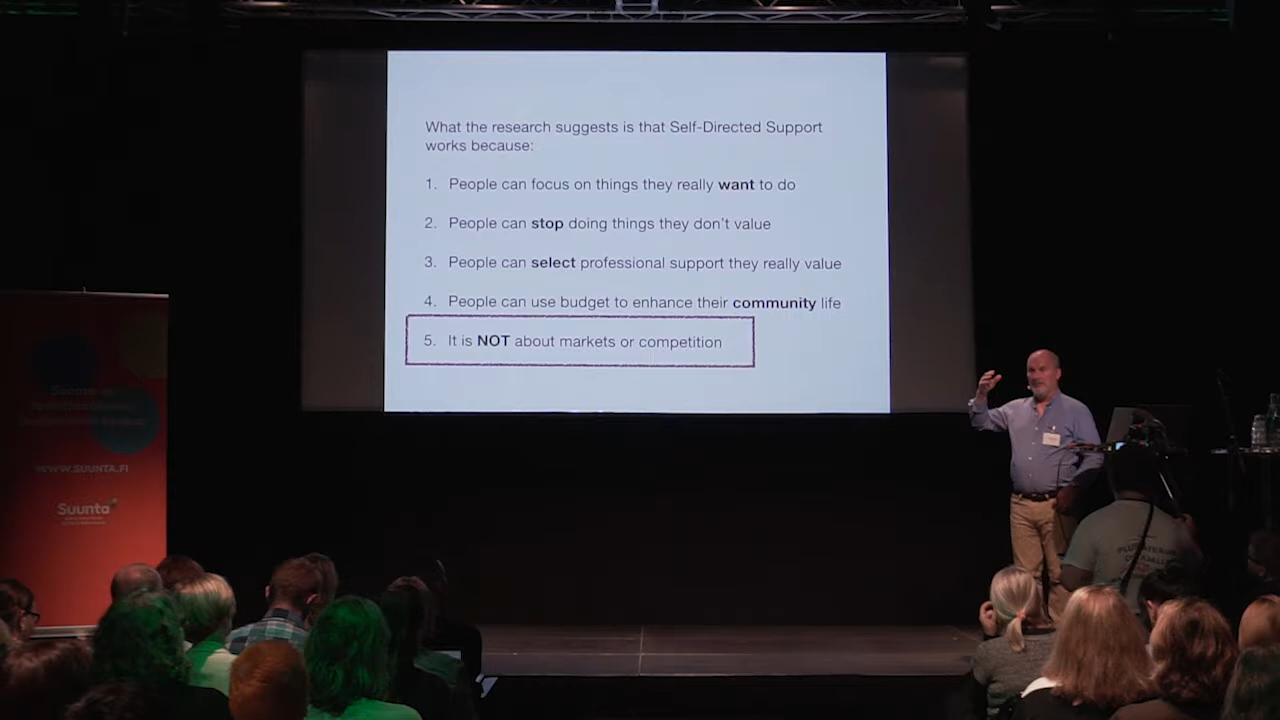 What the research suggests is that Self-Directed Support
works because:
1. People can focus on things they really want to do
2. People can stop doing things they don't value
3. People can select professional support they really value
4. People can use budget to enhance their community life
5. It is NOT about markets or competition
WWW.SUUNTA.FI
Suunta